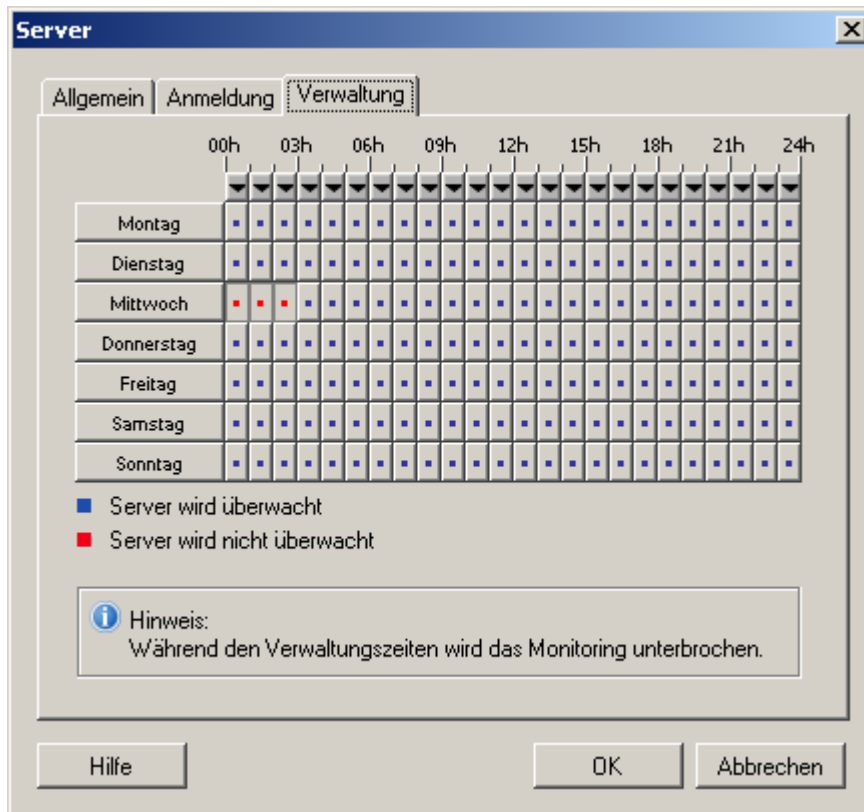 Server
Allgemein Anmeldung Verwaltung
00h 03h 06h 09h 12h 15h 18h 21h 24h
Montag
Dienstag
Mittwoch
Donnerstag
Freitag
Samstag
Sonntag
Server wird überwacht
Server wird nicht überwacht
Hinweis:
Während den Verwaltungszeiten wird das Monitoring unterbrochen.
Hilfe OK Abbrechen